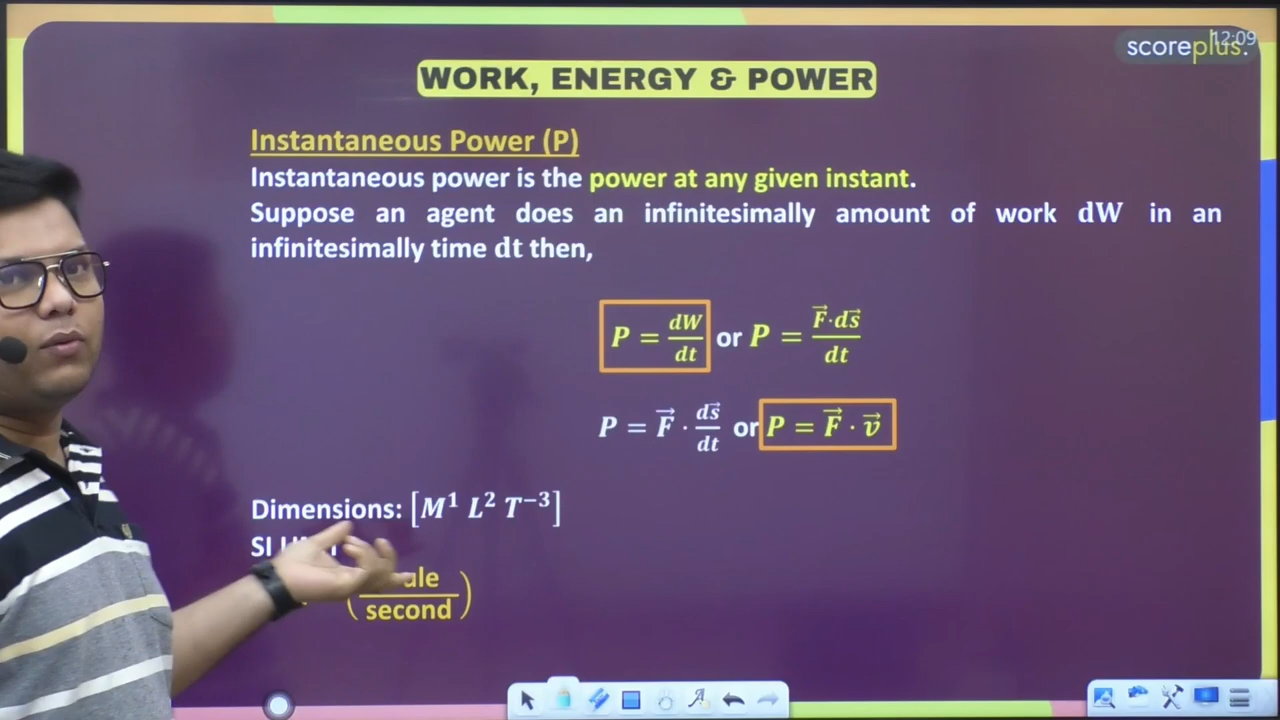 scoreplus.
12:09
WORK, ENERGY & POWER
Instantaneous Power (P)
Instantaneous power is the power at any given instant.
Suppose an agent does an infinitesimally amount of work dW in an
infinitesimally time dt then,
P = dW/dt or P = F⃗·ds⃗/dt
P = F⃗ · ds⃗/dt or P = F⃗ · v⃗
Dimensions: [M¹ L² T⁻³]
SI
second